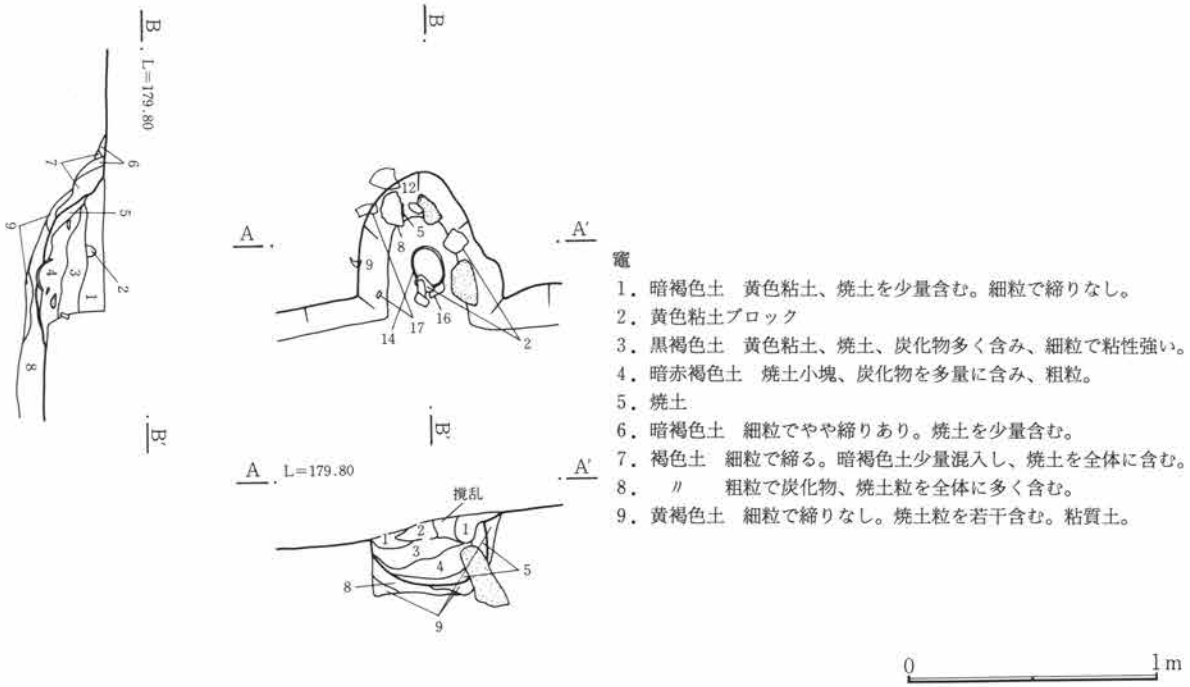 B
L=179.80
7
6
5
9
4
3
1
2
8
B'
B
A
A'
12
5
8
9
14
17
16
2
B'
A
L=179.80
A'
攪乱
1
2
1
3
4
5
8
9
竈
1．暗褐色土　黄色粘土、焼土を少量含む。細粒で締りなし。
2．黄色粘土ブロック
3．黒褐色土　黄色粘土、焼土、炭化物多く含み、細粒で粘性強い。
4．暗赤褐色土　焼土小塊、炭化物を多量に含み、粗粒。
5．焼土
6．暗褐色土　細粒でやや締りあり。焼土を少量含む。
7．褐色土　細粒で締る。暗褐色土少量混入し、焼土を全体に含む。
8．　〃　　粗粒で炭化物、焼土粒を全体に多く含む。
9．黄褐色土　細粒で締りなし。焼土粒を若干含む。粘質土。
0　1m